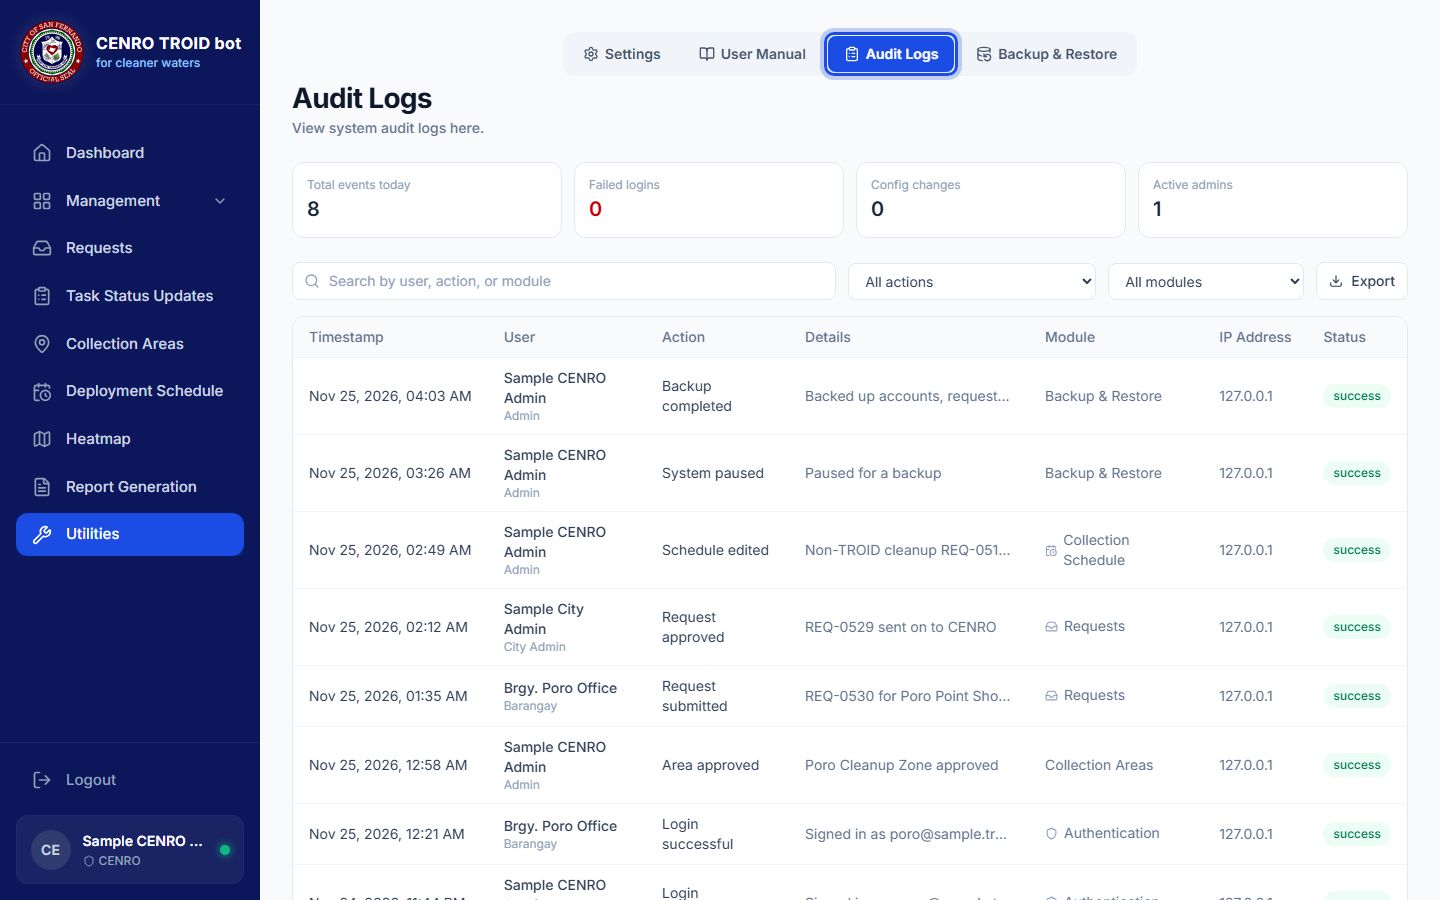 CITY OF SAN FERNANDO
OFFICIAL SEAL
CENRO TROID bot
for cleaner waters
Dashboard
Management
Requests
Task Status Updates
Collection Areas
Deployment Schedule
Heatmap
Report Generation
Utilities
Logout
CE
Sample CENRO ...
CENRO
Settings
User Manual
Audit Logs
Backup & Restore
Audit Logs
View system audit logs here.
Total events today
8
Failed logins
0
Config changes
0
Active admins
1
Search by user, action, or module
All actions
All modules
Export
Timestamp User Action Details Module IP Address Status
Nov 25, 2026, 04:03 AM
Sample CENRO
Admin
Admin
Backup
completed
Backed up accounts, request...
Backup & Restore
127.0.0.1
success
Nov 25, 2026, 03:26 AM
Sample CENRO
Admin
Admin
System paused
Paused for a backup
Backup & Restore
127.0.0.1
success
Nov 25, 2026, 02:49 AM
Sample CENRO
Admin
Admin
Schedule edited
Non-TROID cleanup REQ-051...
Collection
Schedule
127.0.0.1
success
Nov 25, 2026, 02:12 AM
Sample City
Admin
City Admin
Request
approved
REQ-0529 sent on to CENRO
Requests
127.0.0.1
success
Nov 25, 2026, 01:35 AM
Brgy. Poro Office
Barangay
Request
submitted
REQ-0530 for Poro Point Sho...
Requests
127.0.0.1
success
Nov 25, 2026, 12:58 AM
Sample CENRO
Admin
Admin
Area approved
Poro Cleanup Zone approved
Collection Areas
127.0.0.1
success
Nov 25, 2026, 12:21 AM
Brgy. Poro Office
Barangay
Login
successful
Signed in as poro@sample.tr...
Authentication
127.0.0.1
success
Sample CENRO
Login